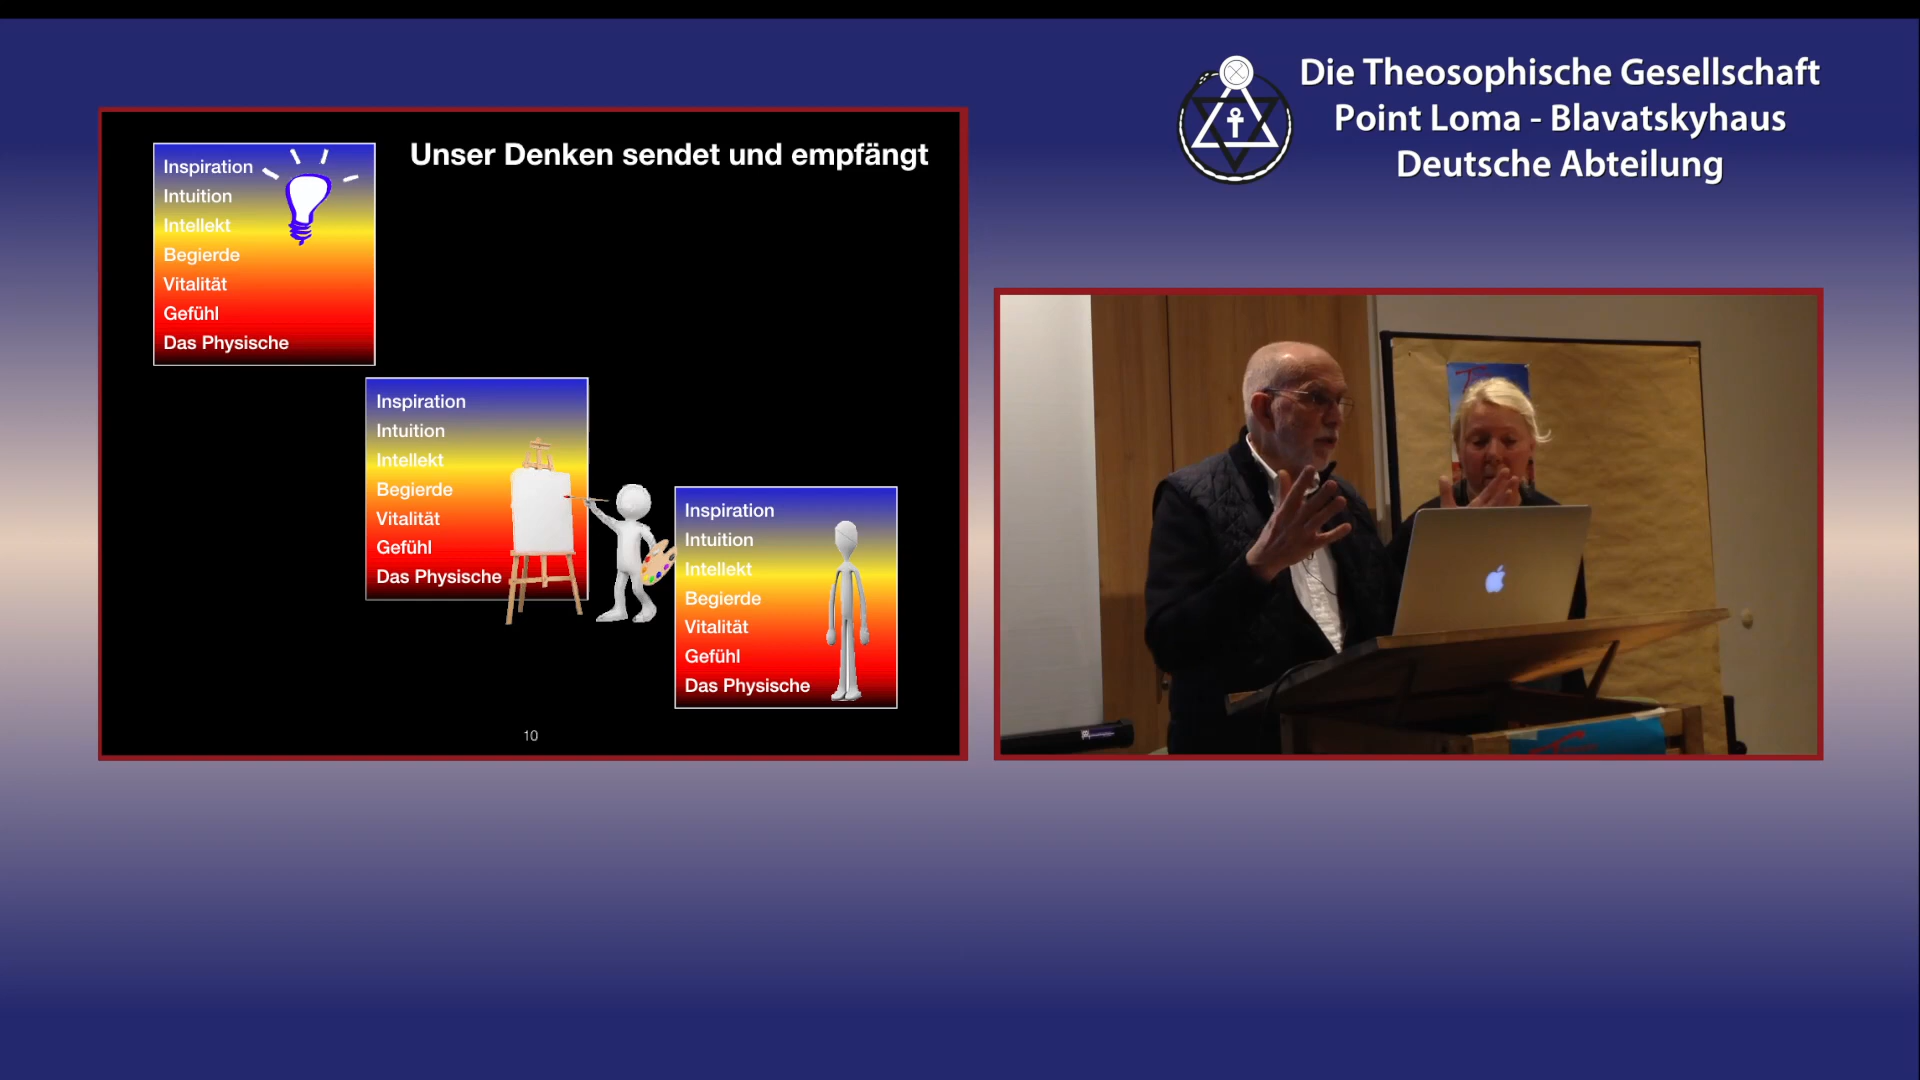 Die Theosophische Gesellschaft
Point Loma - Blavatskyhaus
Deutsche Abteilung
Unser Denken sendet und empfängt
Inspiration
Intuition
Intellekt
Begierde
Vitalität
Gefühl
Das Physische
Inspiration
Intuition
Intellekt
Begierde
Vitalität
Gefühl
Das Physische
Inspiration
Intuition
Intellekt
Begierde
Vitalität
Gefühl
Das Physische
10